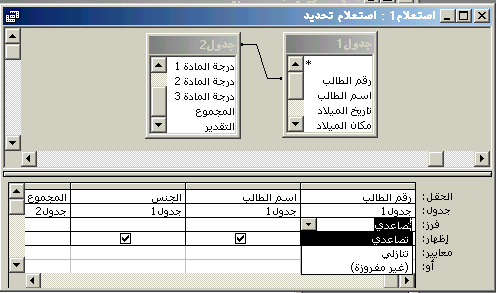 استعلام1 : استعلام تحديد
جدول1
*
رقم الطالب
اسم الطالب
تاريخ الميلاد
مكان الميلاد
جدول2
درجة المادة 1
درجة المادة 2
درجة المادة 3
المجموع
التقدير
الحقل: رقم الطالب اسم الطالب الجنس المجموع
جدول: جدول1 جدول1 جدول1 جدول2
فرز: تصاعدي
إظهار: تصاعدي
معايير: تنازلي
أو: (غير مفروزة)